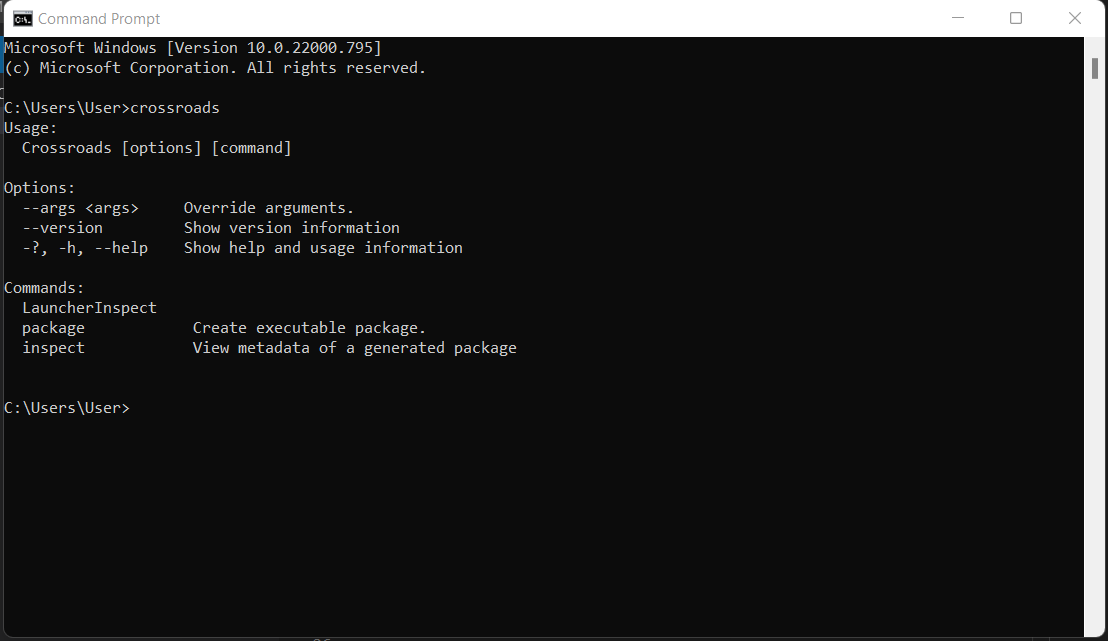 Command Prompt
Microsoft Windows [Version 10.0.22000.795]
(c) Microsoft Corporation. All rights reserved.
C:\Users\User>crossroads
Usage:
  Crossroads [options] [command]
Options:
  --args <args>     Override arguments.
  --version         Show version information
  -?, -h, --help    Show help and usage information
Commands:
  LauncherInspect
  package            Create executable package.
  inspect            View metadata of a generated package
C:\Users\User>